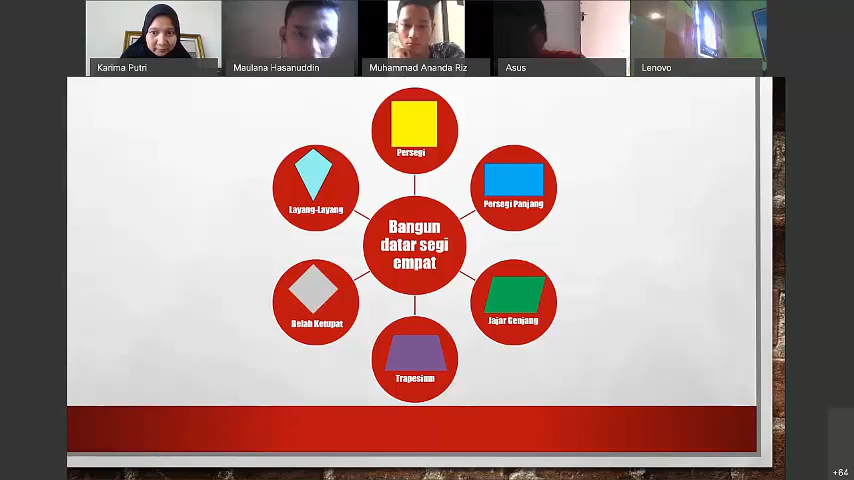 Karima Putri
Maulana Hasanuddin
Muhammad Ananda Riz
Asus
Lenovo
Persegi
Layang-Layang
Persegi Panjang
Bangun
datar segi
empat
Belah Ketupat
Jajar Genjang
Trapesium
+64